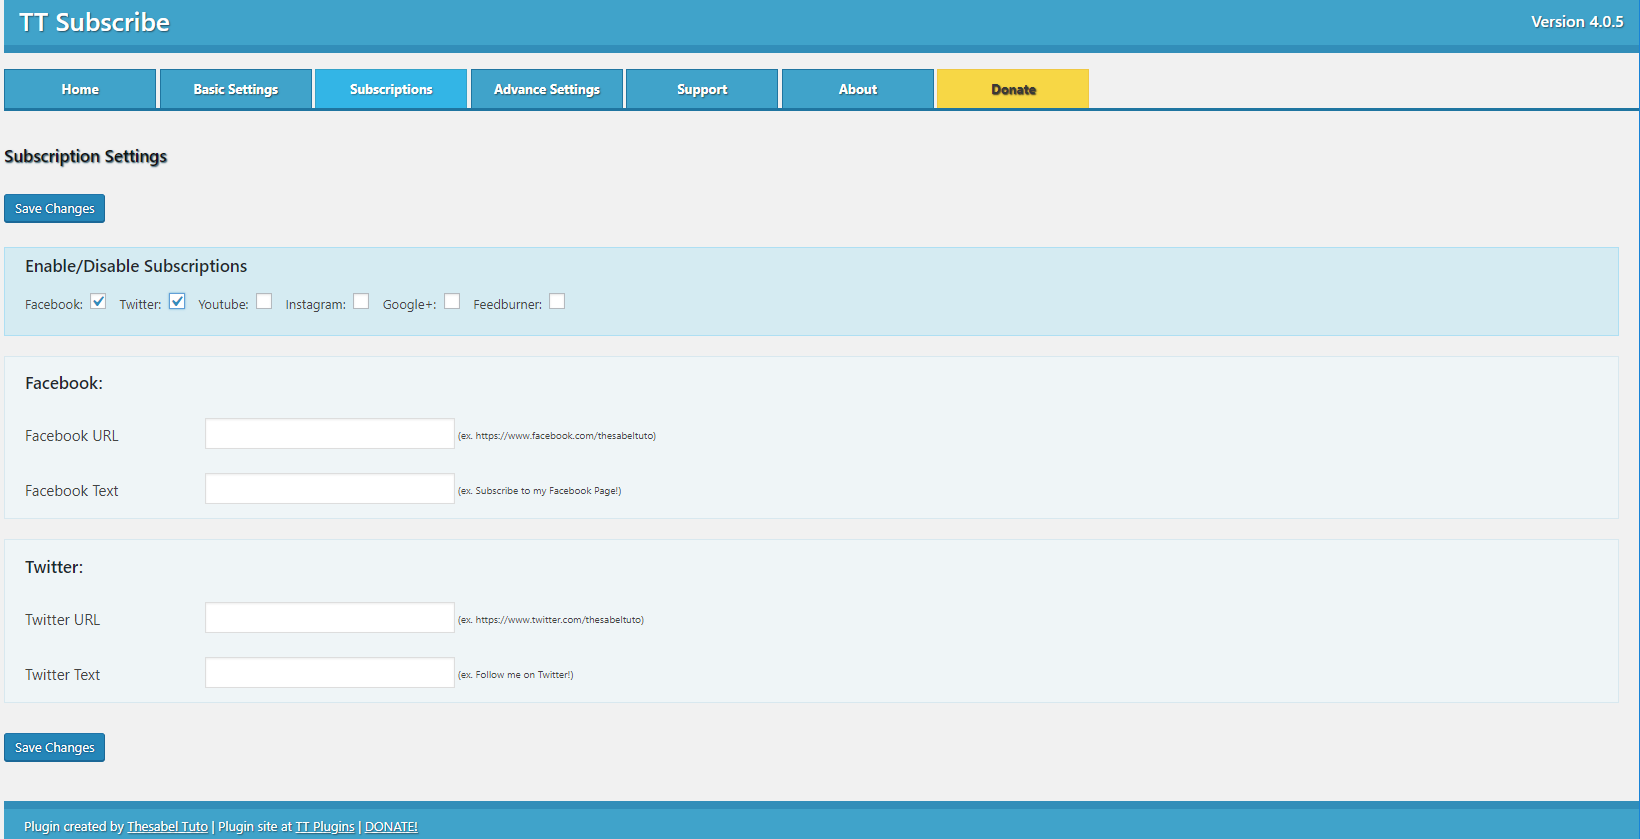 TT Subscribe Version 4.0.5
Home Basic Settings Subscriptions Advance Settings Support About Donate
Subscription Settings
Save Changes
Enable/Disable Subscriptions
Facebook: Twitter: Youtube: Instagram: Google+: Feedburner:
Facebook:
Facebook URL (ex. https://www.facebook.com/thesabeltuto)
Facebook Text (ex. Subscribe to my Facebook Page!)
Twitter:
Twitter URL (ex. https://www.twitter.com/thesabeltuto)
Twitter Text (ex. Follow me on Twitter!)
Save Changes
Plugin created by Thesabel Tuto | Plugin site at TT Plugins | DONATE!